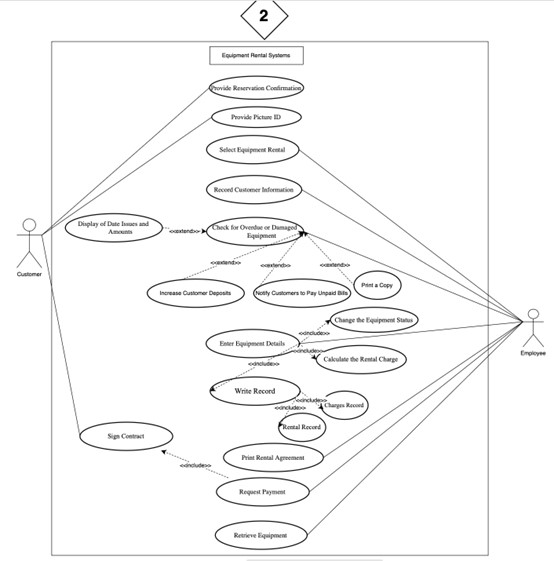 2
Equipment Rental Systems
Provide Reservation Confirmation
Provide Picture ID
Select Equipment Rental
Record Customer Information
Display of Date Issues and
Amounts
<<extend>>
Check for Overdue or Damaged
Equipment
Customer
<<extend>>
<<extend>>
<<extend>>
Increase Customer Deposits
Notify Customers to Pay Unpaid Bills
Print a Copy
Change the Equipment Status
<<include>>
Employee
Enter Equipment Details
<<include>>
Calculate the Rental Charge
<<include>>
Write Record
<<include>>
Charges Record
<<include>>
Rental Record
Sign Contract
Print Rental Agreement
<<include>>
Request Payment
Retrieve Equipment